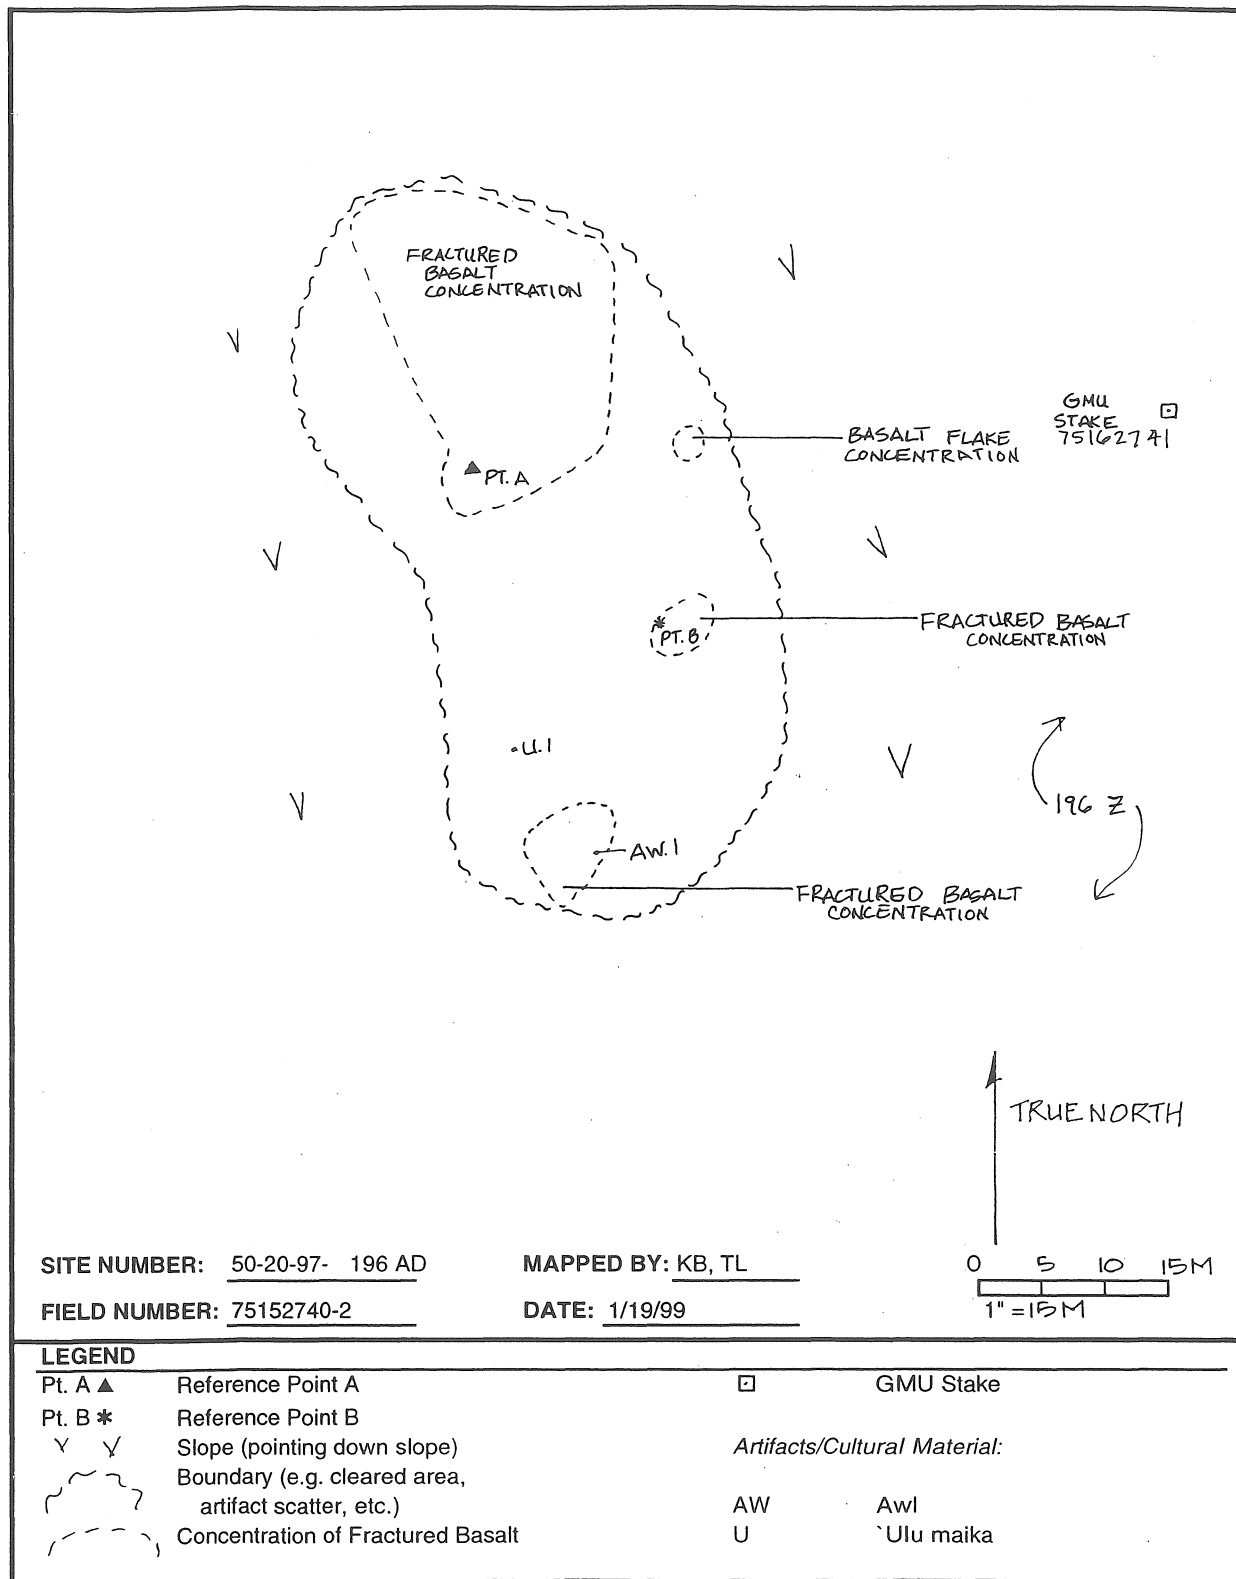 FRACTURED
BASALT
CONCENTRATION
GMU
STAKE
75162741
BASALT FLAKE
CONCENTRATION
PT. A
FRACTURED BASALT
CONCENTRATION
PT. B
U.1
196 Z
AW.1
FRACTURED BASALT
CONCENTRATION
TRUE NORTH
SITE NUMBER: 50-20-97- 196 AD
MAPPED BY: KB, TL
0 5 10 15M
FIELD NUMBER: 75152740-2
DATE: 1/19/99
1" = 15M
LEGEND
Pt. A Reference Point A
GMU Stake
Pt. B Reference Point B
Slope (pointing down slope)
Artifacts/Cultural Material:
Boundary (e.g. cleared area,
artifact scatter, etc.)
AW Awl
Concentration of Fractured Basalt
U `Ulu maika